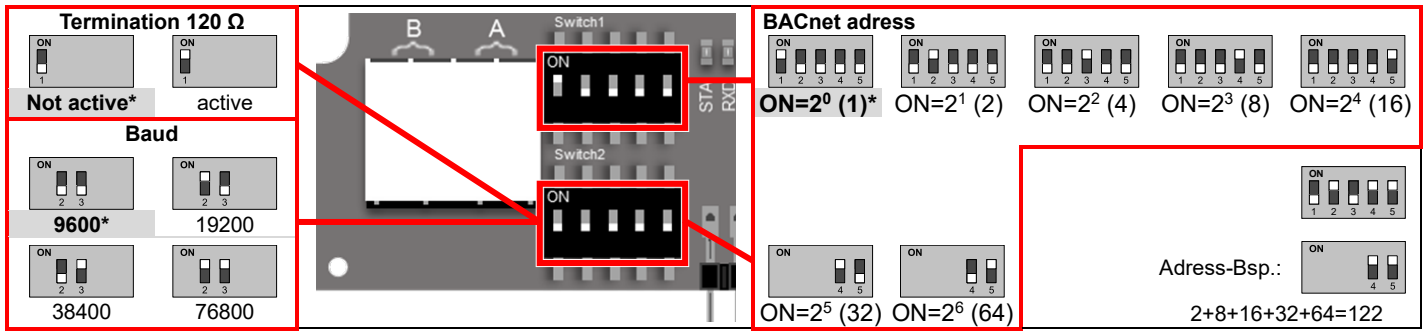 Termination 120 Ω
ON
1
ON
1
Not active*
active
Baud
ON
2 3
ON
2 3
9600*
19200
ON
2 3
ON
2 3
38400
76800
B
A
Switch1
ON
STA
RXD
Switch2
ON
BACnet adress
ON
1 2 3 4 5
ON
1 2 3 4 5
ON
1 2 3 4 5
ON
1 2 3 4 5
ON
1 2 3 4 5
ON=2⁰ (1)*
ON=2¹ (2)
ON=2² (4)
ON=2³ (8)
ON=2⁴ (16)
ON
4 5
ON
4 5
ON=2⁵ (32)
ON=2⁶ (64)
ON
1 2 3 4 5
Adress-Bsp.:
ON
4 5
2+8+16+32+64=122